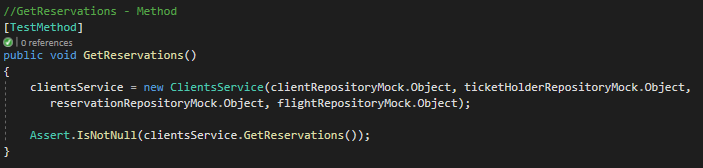 //GetReservations - Method
[TestMethod]
| 0 references
public void GetReservations()
{
clientsService = new ClientsService(clientRepositoryMock.Object, ticketHolderRepositoryMock.Object,
reservationRepositoryMock.Object, flightRepositoryMock.Object);
Assert.IsNotNull(clientsService.GetReservations());
}